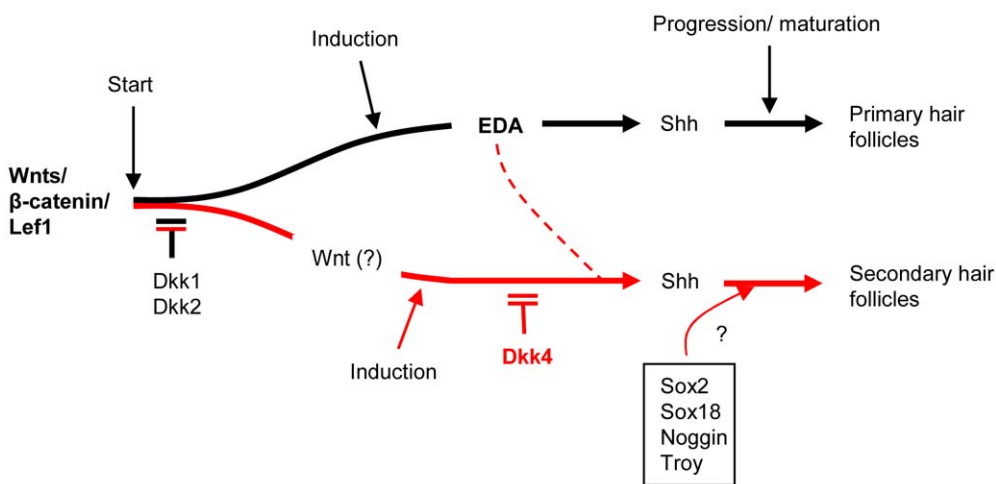 Progression/ maturation
Induction
Start
EDA
Shh
Primary hair
follicles
Wnts/
β-catenin/
Lef1
Wnt (?)
Dkk1
Dkk2
Shh
Secondary hair
follicles
Induction
Dkk4
?
Sox2
Sox18
Noggin
Troy